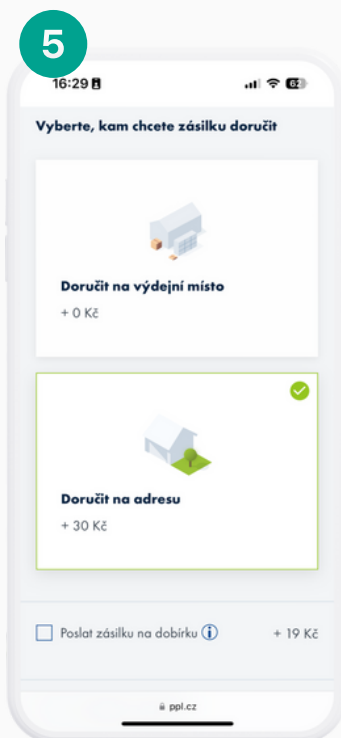 5
16:29
62
Vyberte, kam chcete zásilku doručit
Doručit na výdejní místo
+ 0 Kč
Doručit na adresu
+ 30 Kč
Poslat zásilku na dobírku i + 19 Kč
ppl.cz